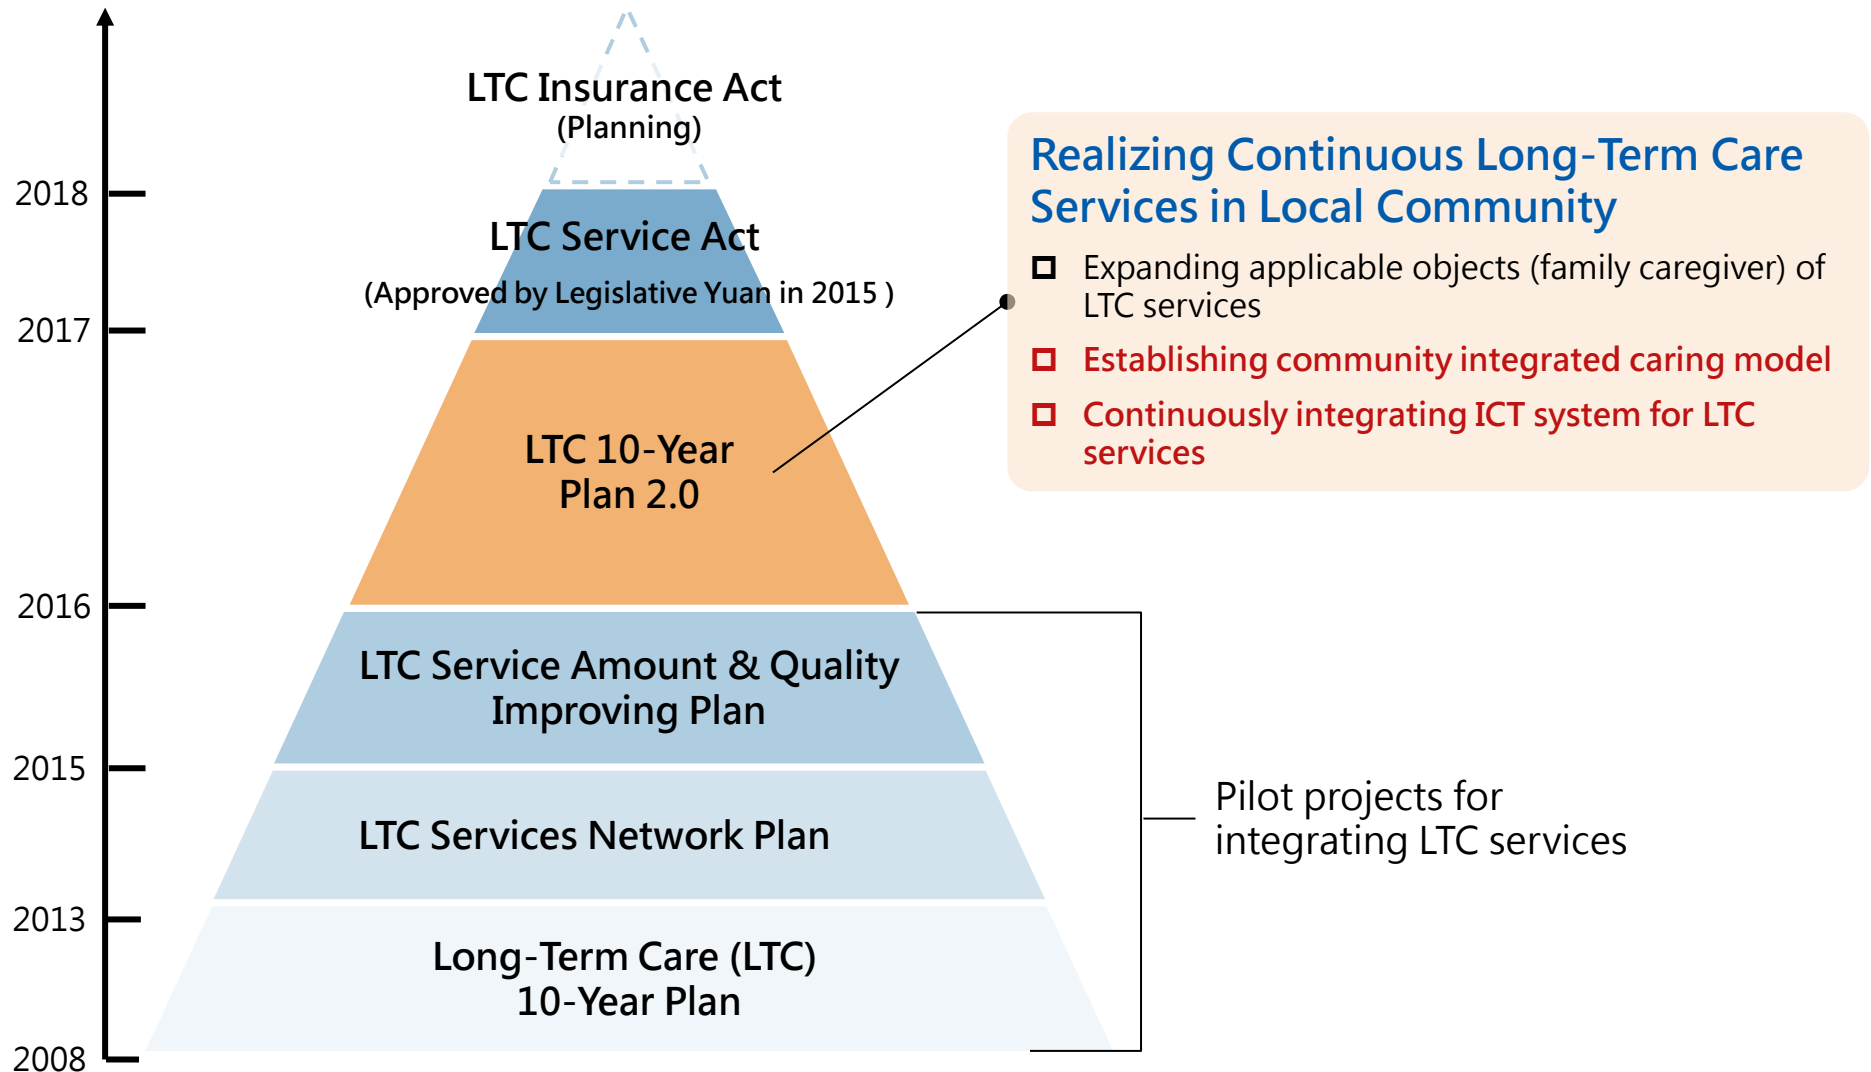 LTC Insurance Act
(Planning)
2018
LTC Service Act
(Approved by Legislative Yuan in 2015 )
2017
LTC 10-Year
Plan 2.0
2016
LTC Service Amount & Quality
Improving Plan
2015
LTC Services Network Plan
2013
Long-Term Care (LTC)
10-Year Plan
2008
Realizing Continuous Long-Term Care
Services in Local Community
Expanding applicable objects (family caregiver) of
LTC services
Establishing community integrated caring model
Continuously integrating ICT system for LTC
services
Pilot projects for
integrating LTC services